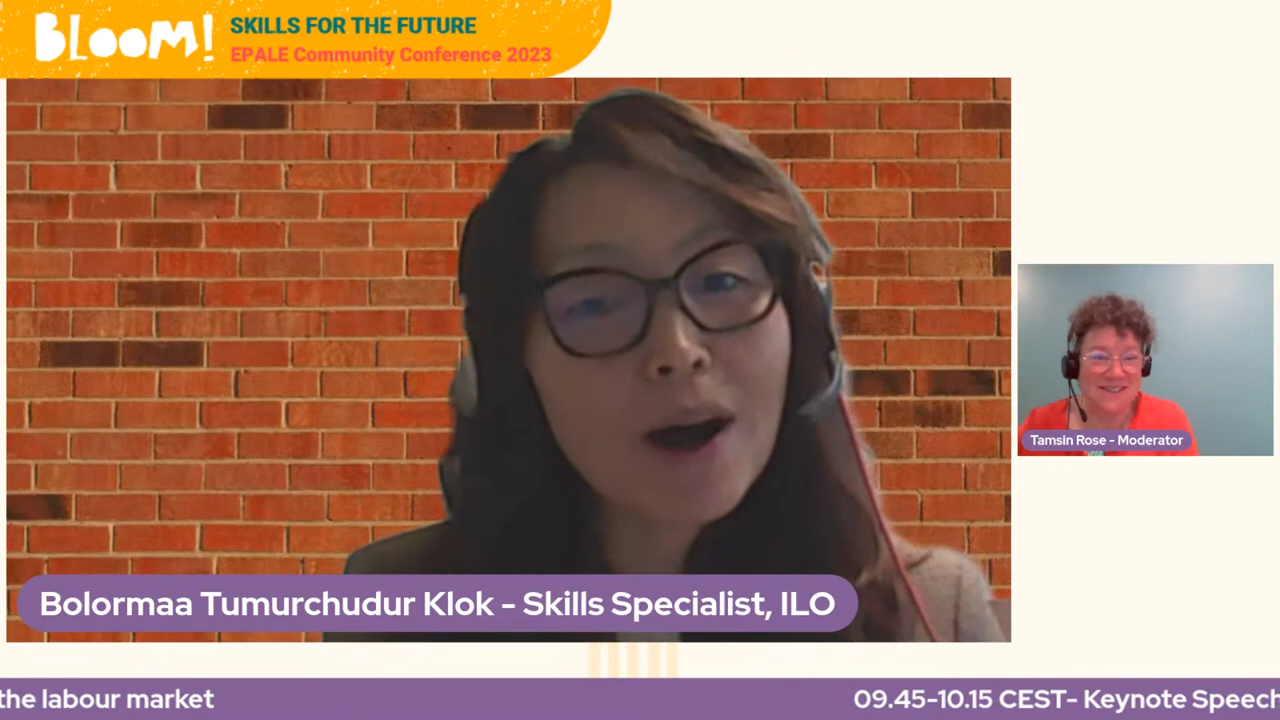 BLOOM!
SKILLS FOR THE FUTURE
EPALE Community Conference 2023
Tamsin Rose - Moderator
Bolormaa Tumurchudur Klok - Skills Specialist, ILO
the labour market
09.45-10.15 CEST- Keynote Speech